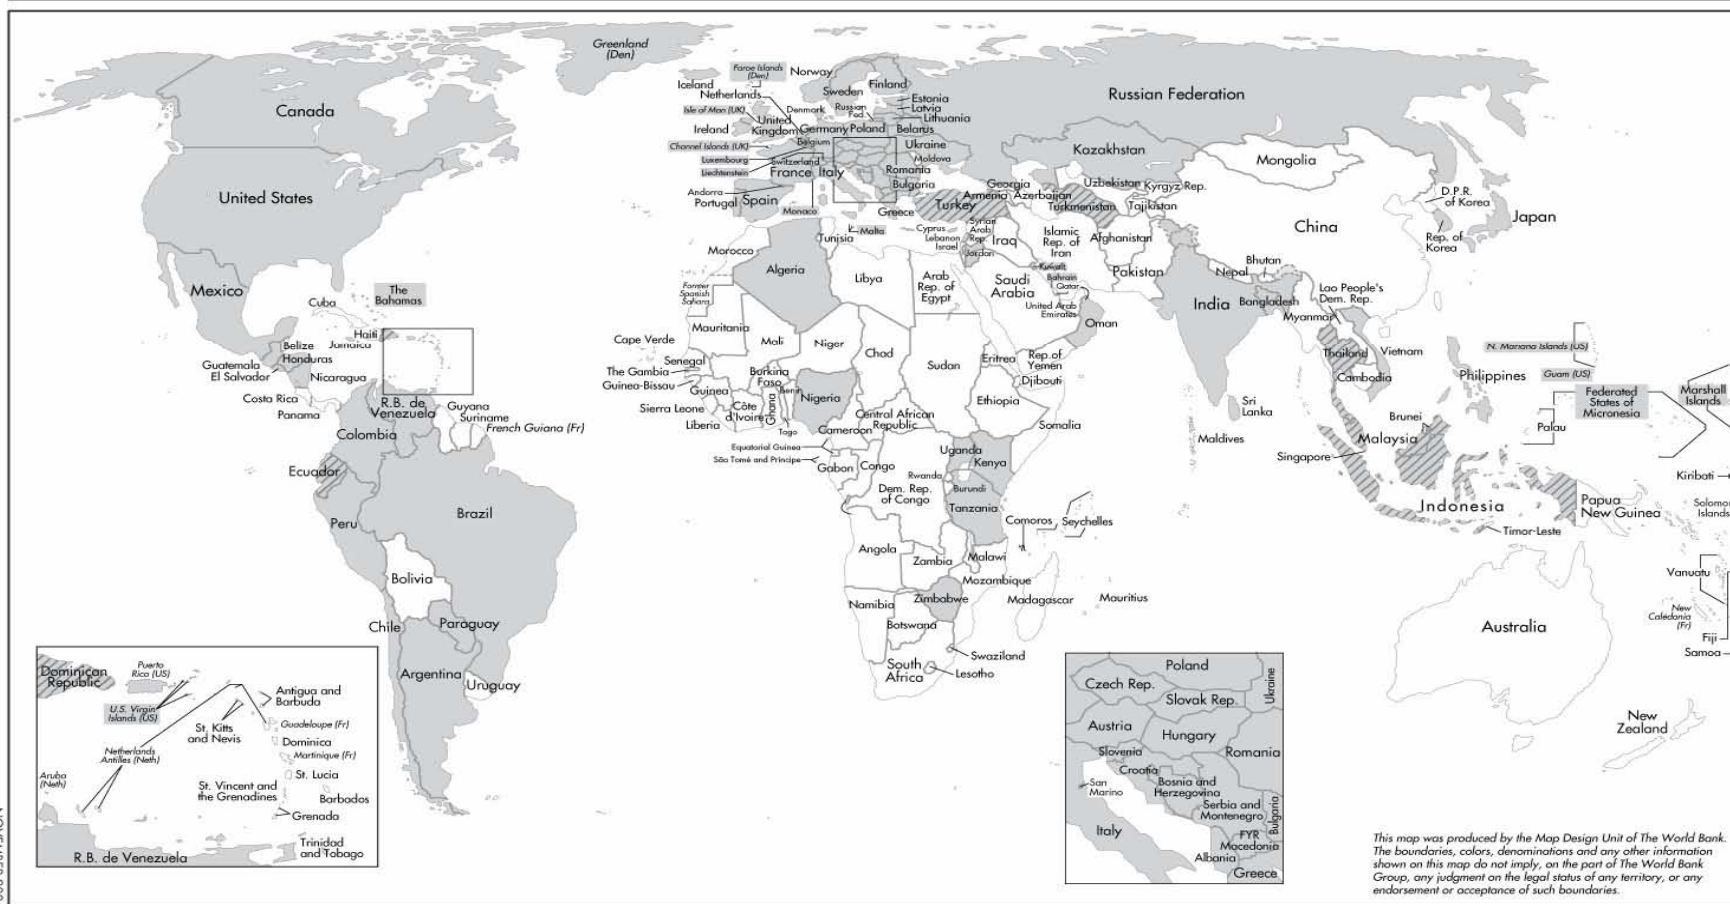 Greenland
(Den)
Faroe Islands
(Den)
Norway
Iceland
Netherlands
Sweden
Finland
Russian Federation
Canada
Isle of Man (UK)
Denmark
Russian
Fed.
Estonia
Latvia
Lithuania
Ireland
United
Kingdom
Germany
Poland
Belarus
Channel Islands (UK)
Belgium
Ukraine
Luxembourg
Switzerland
Moldova
Liechtenstein
France
Italy
Romania
Bulgaria
Kazakhstan
Mongolia
United States
Andorra
Portugal
Spain
Monaco
Greece
Georgia
Armenia
Azerbaijan
Turkey
Uzbekistan
Kyrgyz Rep.
Turkmenistan
Tajikistan
D.P.R.
of Korea
Japan
China
Rep. of
Korea
Malta
Tunisia
Morocco
Cyprus
Lebanon
Israel
Syrian
Arab
Rep.
Iraq
Jordan
Islamic
Rep. of
Iran
Afghanistan
Pakistan
Kuwait
Bahrain
Qatar
Saudi
Arabia
United Arab
Emirates
Oman
Bhutan
Nepal
India
Bangladesh
Lao People's
Dem. Rep.
Myanmar
Algeria
Libya
Arab
Rep. of
Egypt
Former
Spanish
Sahara
Mexico
The
Bahamas
Cuba
Haiti
Jamaica
Belize
Honduras
Guatemala
El Salvador
Nicaragua
Costa Rica
Panama
R.B. de
Venezuela
Guyana
Suriname
French Guiana (Fr)
Colombia
Ecuador
Cape Verde
Mauritania
Mali
Niger
Chad
Sudan
Eritrea
Rep. of
Yemen
Djibouti
Senegal
The Gambia
Guinea-Bissau
Guinea
Burkina
Faso
Benin
Nigeria
Sierra Leone
Liberia
Côte
d'Ivoire
Ghana
Togo
Cameroon
Central African
Republic
Ethiopia
Somalia
Equatorial Guinea
São Tomé and Príncipe
Gabon
Congo
Uganda
Kenya
Rwanda
Dem. Rep.
of Congo
Burundi
Tanzania
Comoros
Seychelles
Thailand
Vietnam
Cambodia
Philippines
N. Mariana Islands (US)
Guam (US)
Federated
States of
Micronesia
Marshall
Islands
Sri
Lanka
Maldives
Brunei
Palau
Malaysia
Singapore
Kiribati
Indonesia
Papua
New Guinea
Solomon
Islands
Timor-Leste
Peru
Brazil
Bolivia
Chile
Paraguay
Argentina
Uruguay
Angola
Zambia
Malawi
Mozambique
Namibia
Zimbabwe
Botswana
Madagascar
Mauritius
South
Africa
Swaziland
Lesotho
Vanuatu
New
Caledonia
(Fr)
Fiji
Samoa
Australia
New
Zealand
Dominican
Republic
Puerto
Rico (US)
U.S. Virgin
Islands (US)
Antigua and
Barbuda
St. Kitts
and Nevis
Guadeloupe (Fr)
Dominica
Netherlands
Antilles (Neth)
Martinique (Fr)
Aruba
(Neth)
St. Lucia
St. Vincent and
the Grenadines
Barbados
Grenada
Trinidad
and Tobago
R.B. de Venezuela
Poland
Czech Rep.
Ukraine
Slovak Rep.
Austria
Hungary
Slovenia
Romania
Croatia
San
Marino
Bosnia and
Herzegovina
Serbia and
Montenegro
Bulgaria
Italy
FYR
Macedonia
Albania
Greece
This map was produced by the Map Design Unit of The World Bank.
The boundaries, colors, denominations and any other information
shown on this map do not imply, on the part of The World Bank
Group, any judgment on the legal status of any territory, or any
endorsement or acceptance of such boundaries.